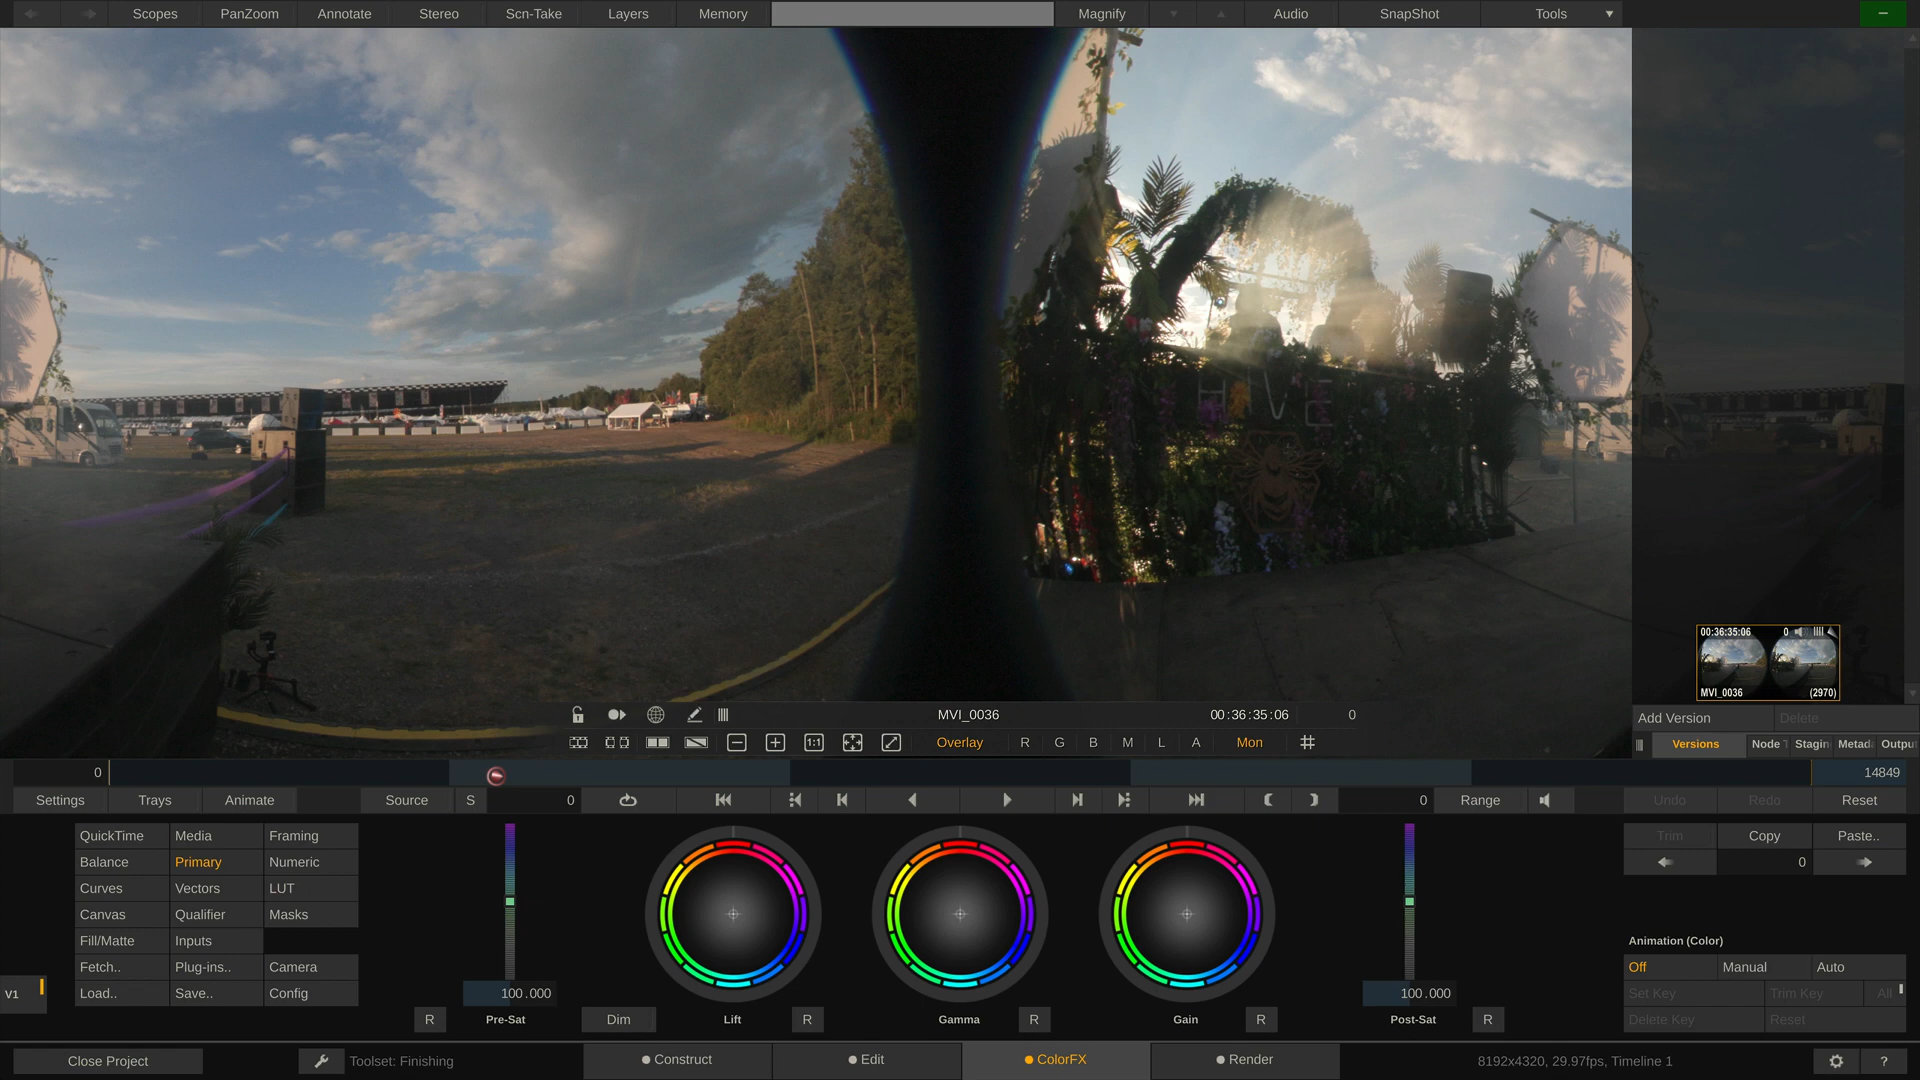 Scopes PanZoom Annotate Stereo Scn-Take Layers Memory Magnify Audio SnapShot Tools
HIVE
00:36:35:06 0
MVI_0036 (2970)
MVI_0036 00:36:35:06 0
Add Version Delete
1:1 Overlay R G B M L A Mon
Versions Node Stagin Metad Outpu
0 14849
Settings Trays Animate Source S 0 0 Range Undo Redo Reset
QuickTime Media Framing
Balance Primary Numeric
Curves Vectors LUT
Canvas Qualifier Masks
Fill/Matte Inputs
Fetch.. Plug-ins.. Camera
Load.. Save.. Config
V1
100.000
R Pre-Sat Dim Lift R Gamma R Gain R
100.000
Post-Sat R
Trim Copy Paste..
0
Animation (Color)
Off Manual Auto
Set Key Trim Key All
Delete Key Reset
Close Project Toolset: Finishing Construct Edit ColorFX Render 8192x4320, 29.97fps, Timeline 1 ?